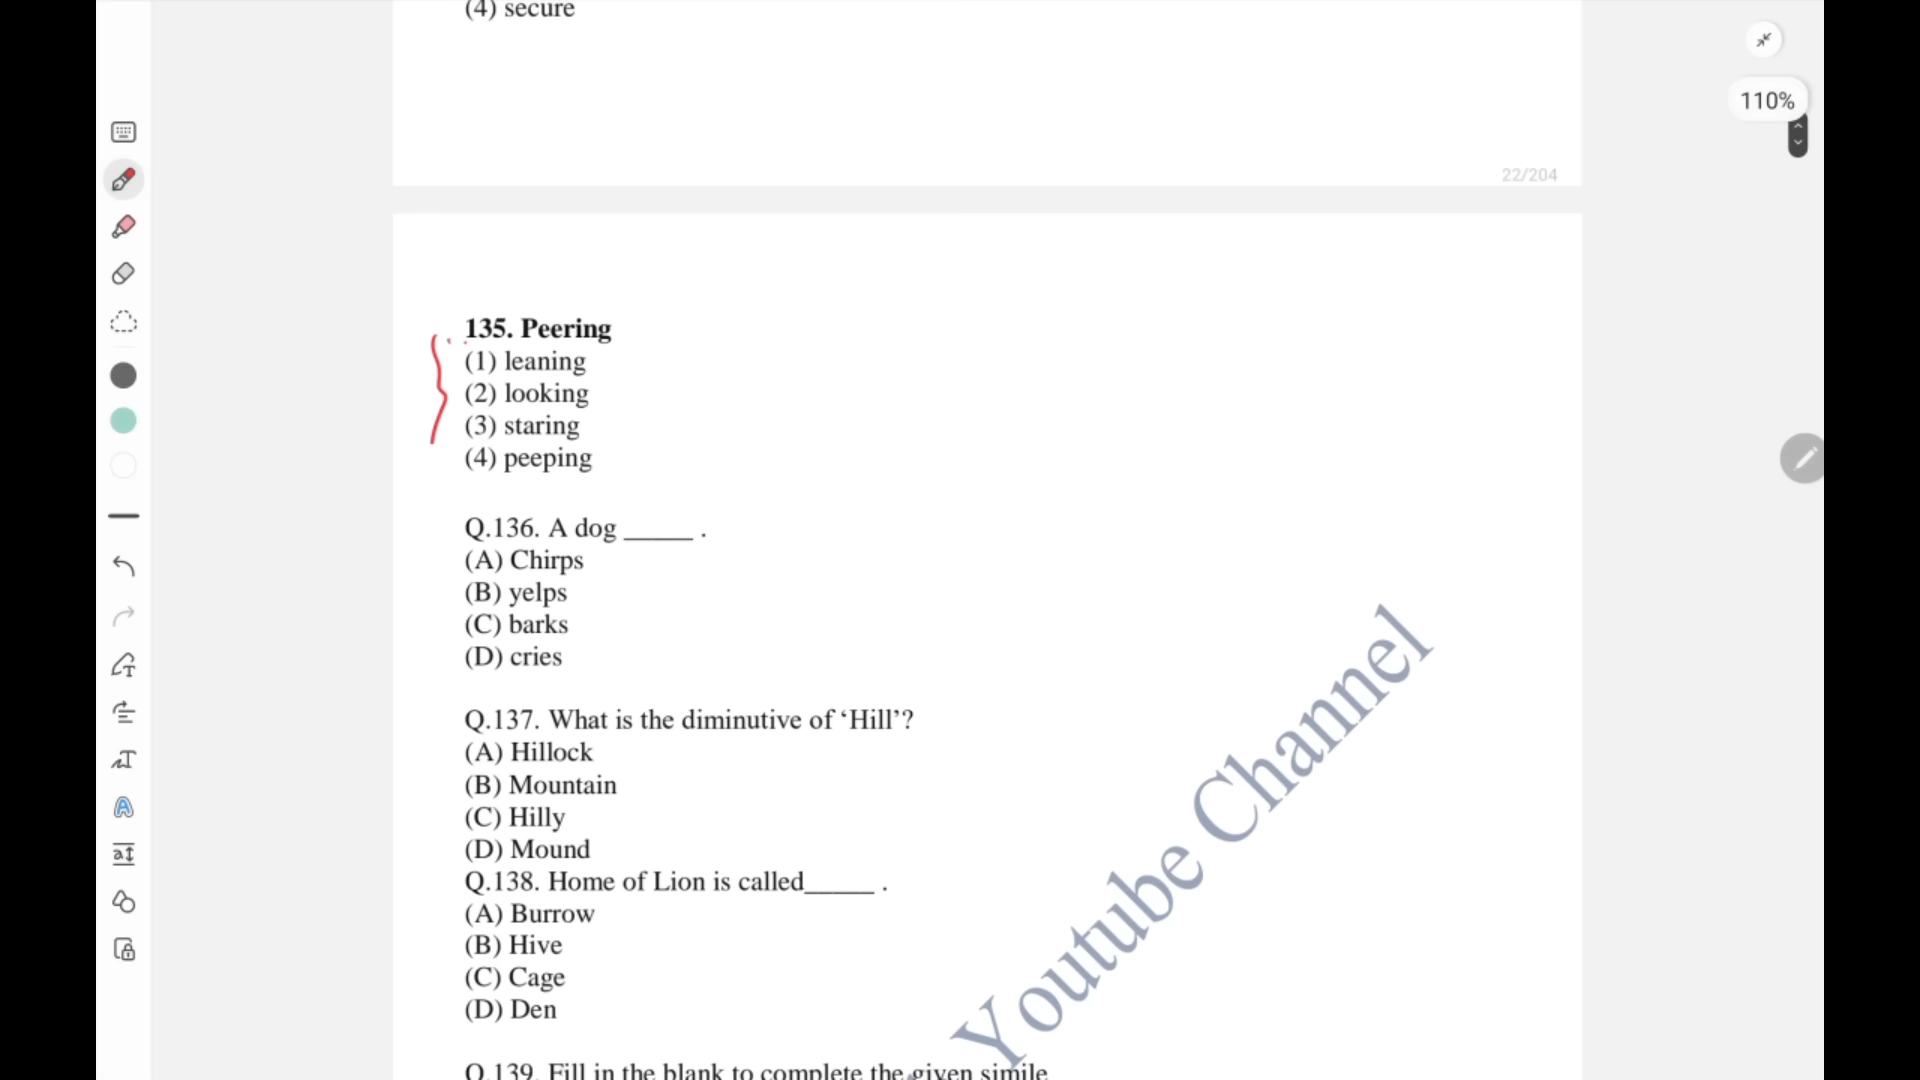 (4) secure
110%
22/204
135. Peering
(1) leaning
(2) looking
(3) staring
(4) peeping
Q.136. A dog _____ .
(A) Chirps
(B) yelps
(C) barks
(D) cries
Q.137. What is the diminutive of ‘Hill’?
(A) Hillock
(B) Mountain
(C) Hilly
(D) Mound
Q.138. Home of Lion is called_____ .
(A) Burrow
(B) Hive
(C) Cage
(D) Den
Q.139. Fill in the blank to complete the given simile
Youtube Channel